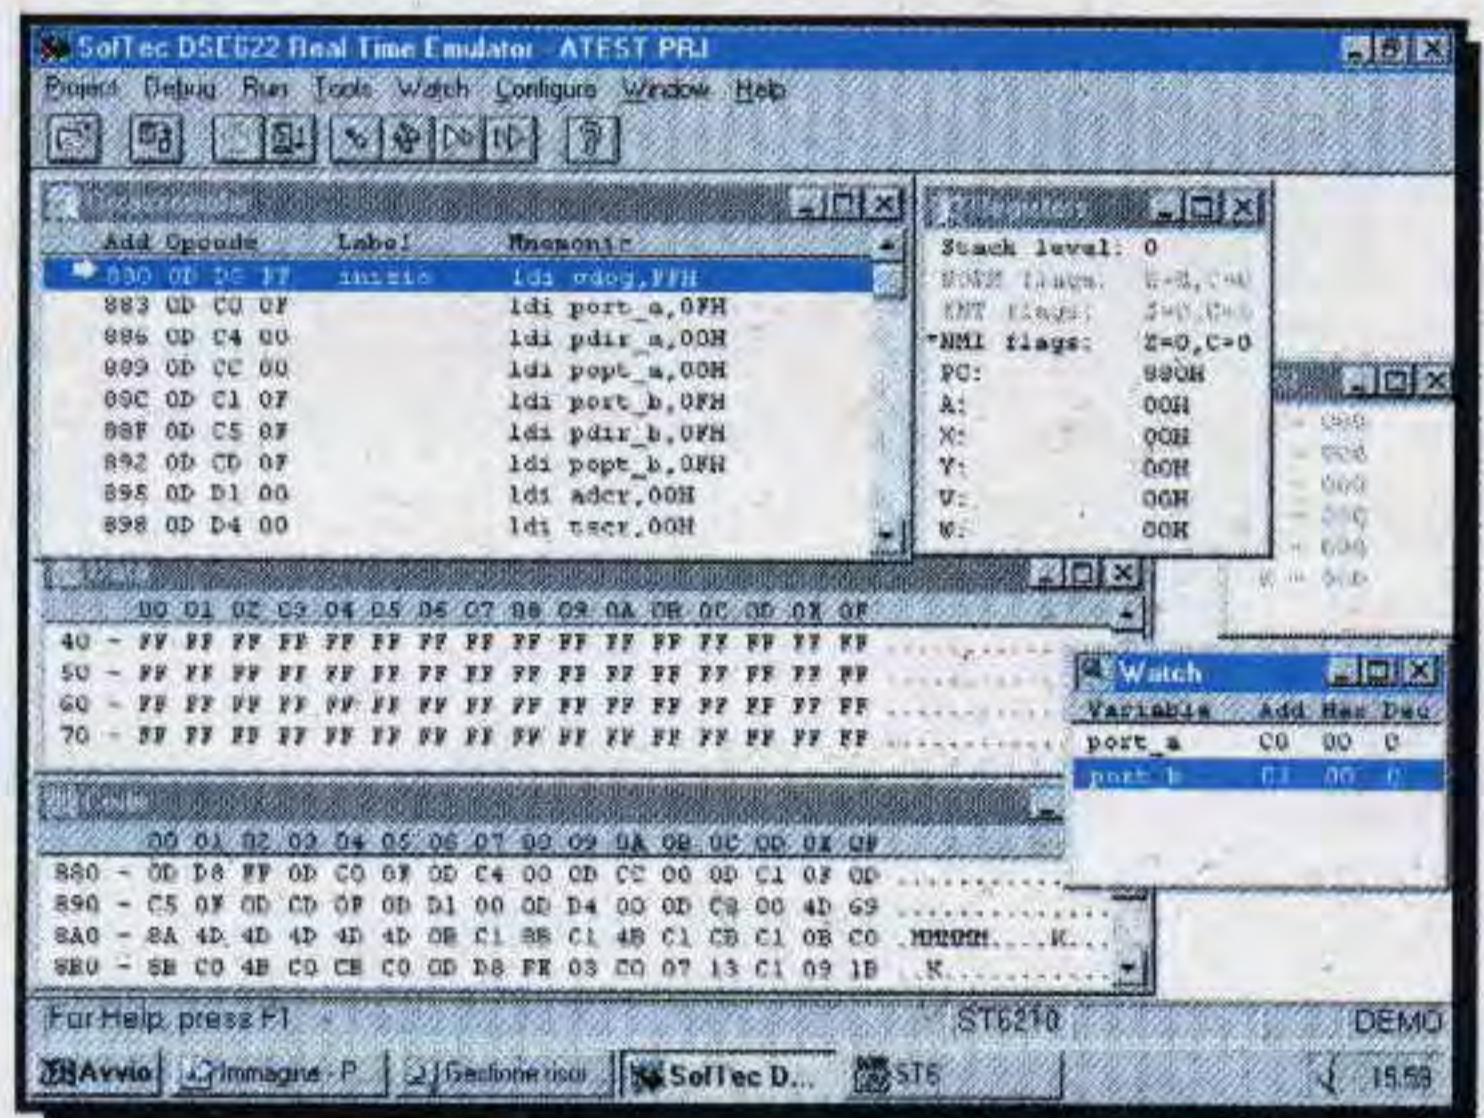 SofTec DSE622 Real Time Emulator - ATEST.PRJ
Project Debug Run Tools Watch Configure Window Help
Disassembler
Add Opcode Label Mnemonic
880 0D D8 FF inizio ldi wdog,FFH
883 0D C0 0F ldi port_a,0FH
886 0D C4 00 ldi pdir_a,00H
889 0D CC 00 ldi popt_a,00H
88C 0D C1 0F ldi port_b,0FH
88F 0D C5 0F ldi pdir_b,0FH
892 0D CD 0F ldi popt_b,0FH
895 0D D1 00 ldi adcr,00H
898 0D D4 00 ldi tscr,00H
Registers
Stack level: 0
NORM flags:
INT flags: Z=0,C=0
*NMI flags: Z=0,C=0
PC: 880H
A: 00H
X: 00H
Y: 00H
V: 00H
W: 00H
Data
00 01 02 03 04 05 06 07 08 09 0A 0B 0C 0D 0E 0F
40 - FF FF FF FF FF FF FF FF FF FF FF FF FF FF FF FF ................
50 - FF FF FF FF FF FF FF FF FF FF FF FF FF FF FF FF
60 - FF FF FF FF FF FF FF FF FF FF FF FF FF FF FF FF
70 - FF FF FF FF FF FF FF FF FF FF FF FF FF FF FF FF
Watch
Variable Add Hex Dec
port_a C0 00 0
port_b C1 00 0
Code
00 01 02 03 04 05 06 07 08 09 0A 0B 0C 0D 0E 0F
880 - 0D D8 FF 0D C0 0F 0D C4 00 0D CC 00 0D C1 0F 0D ................
890 - C5 0F 0D CD 0F 0D D1 00 0D D4 00 0D C8 00 4D 69
8A0 - 8A 4D 4D 4D 4D 4D 0B C1 8B C1 4B C1 CB C1 0B C0 .MMMMM.....K...
8B0 - 8B C0 4B C0 CB C0 0D D8 FE 03 C0 07 13 C1 09 1B ..K.............
For Help, press F1 ST6210 DEMO
Avvio Immagine - P Gestione risor SofTec D... ST6 15.59